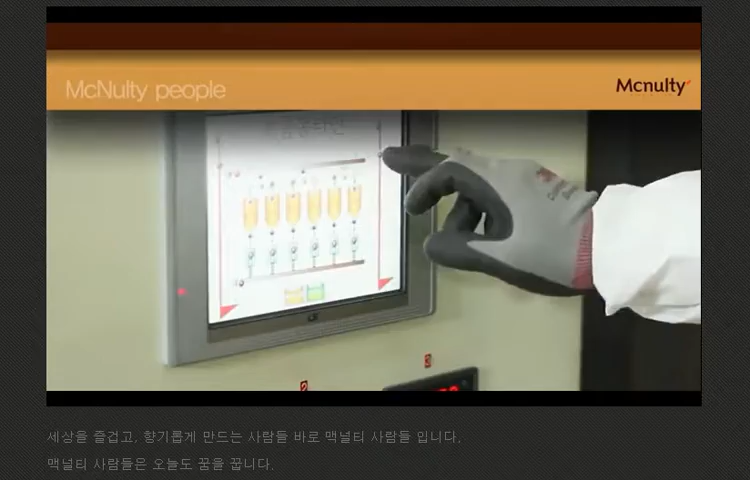 McNulty people
Mcnulty
2
3
세상을 즐겁고, 향기롭게 만드는 사람들 바로 맥널티 사람들 입니다.
맥널티 사람들은 오늘도 꿈을 꿉니다.